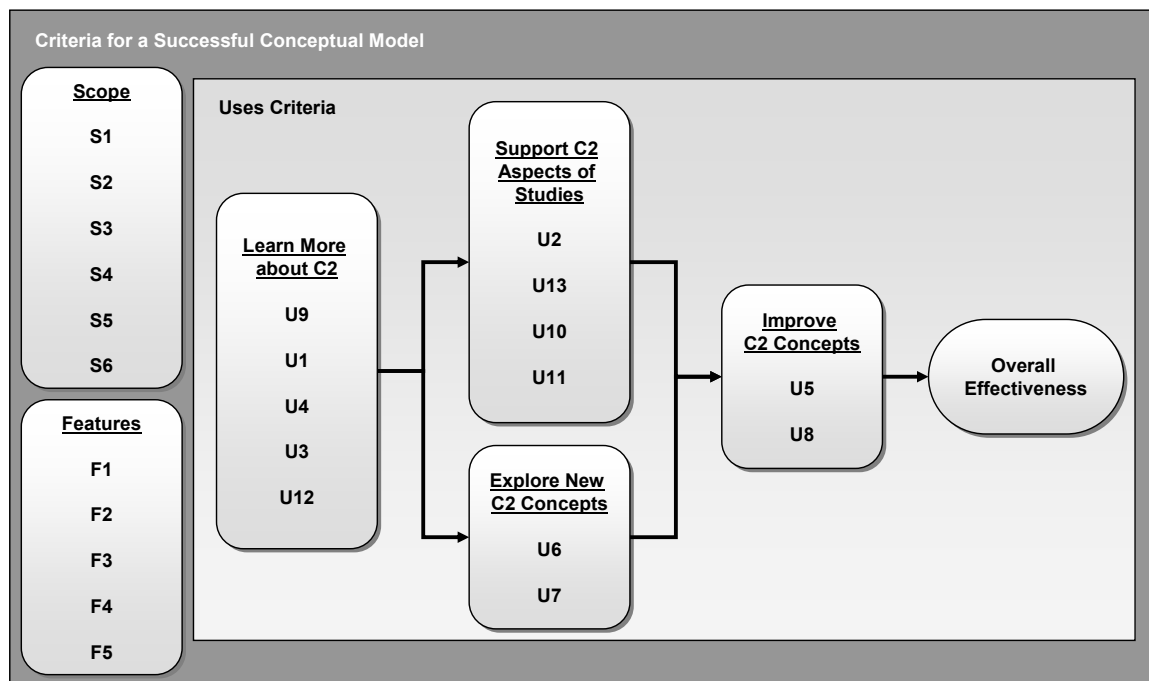 Criteria for a Successful Conceptual Model
Scope
S1
S2
S3
S4
S5
S6
Features
F1
F2
F3
F4
F5
Uses Criteria
Learn More
about C2
U9
U1
U4
U3
U12
Support C2
Aspects of
Studies
U2
U13
U10
U11
Explore New
C2 Concepts
U6
U7
Improve
C2 Concepts
U5
U8
Overall
Effectiveness